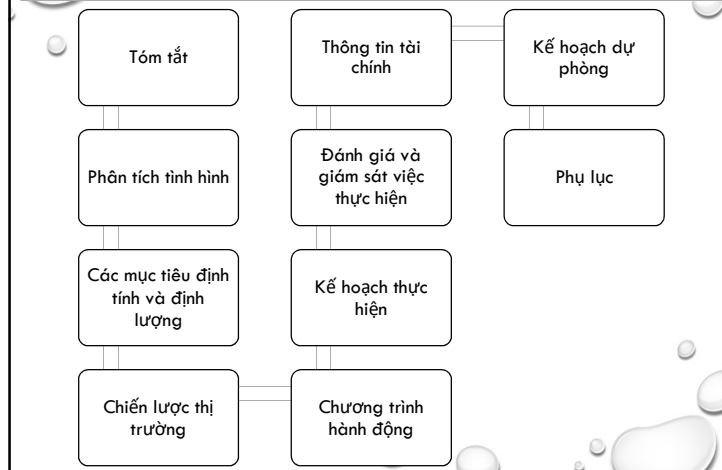 Tóm tắt
Phân tích tình hình
Các mục tiêu định
tính và định
lượng
Chiến lược thị
trường
Chương trình
hành động
Kế hoạch thực
hiện
Đánh giá và
giám sát việc
thực hiện
Thông tin tài
chính
Kế hoạch dự
phòng
Phụ lục